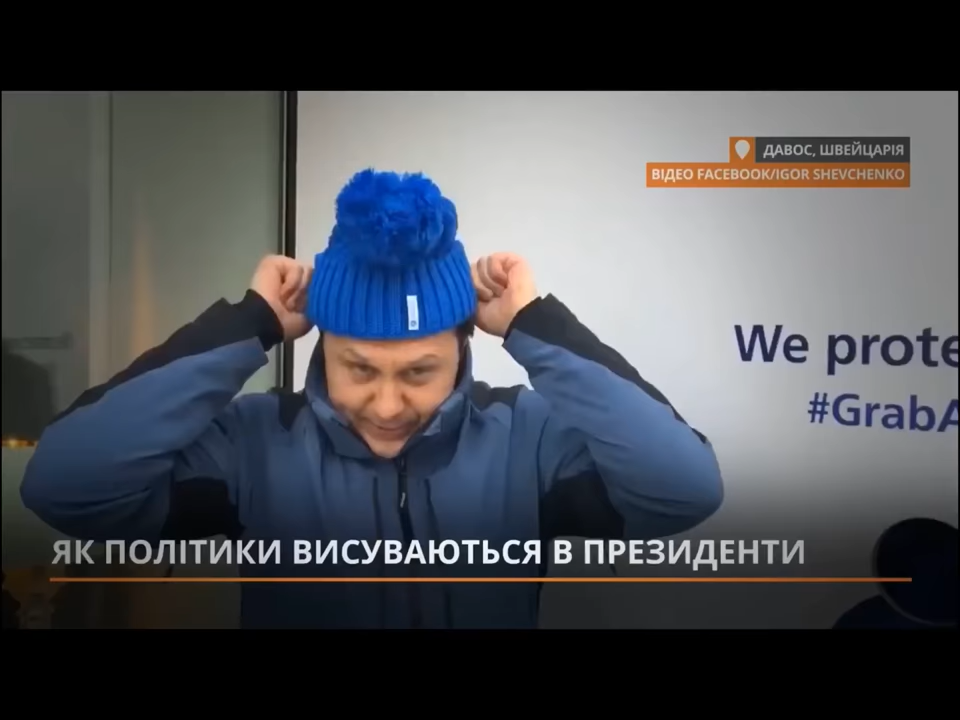 ДАВОС, ШВЕЙЦАРІЯ
ВІДЕО FACEBOOK/IGOR SHEVCHENKO
We prote
#GrabA
ЯК ПОЛІТИКИ ВИСУВАЮТЬСЯ В ПРЕЗИДЕНТИ